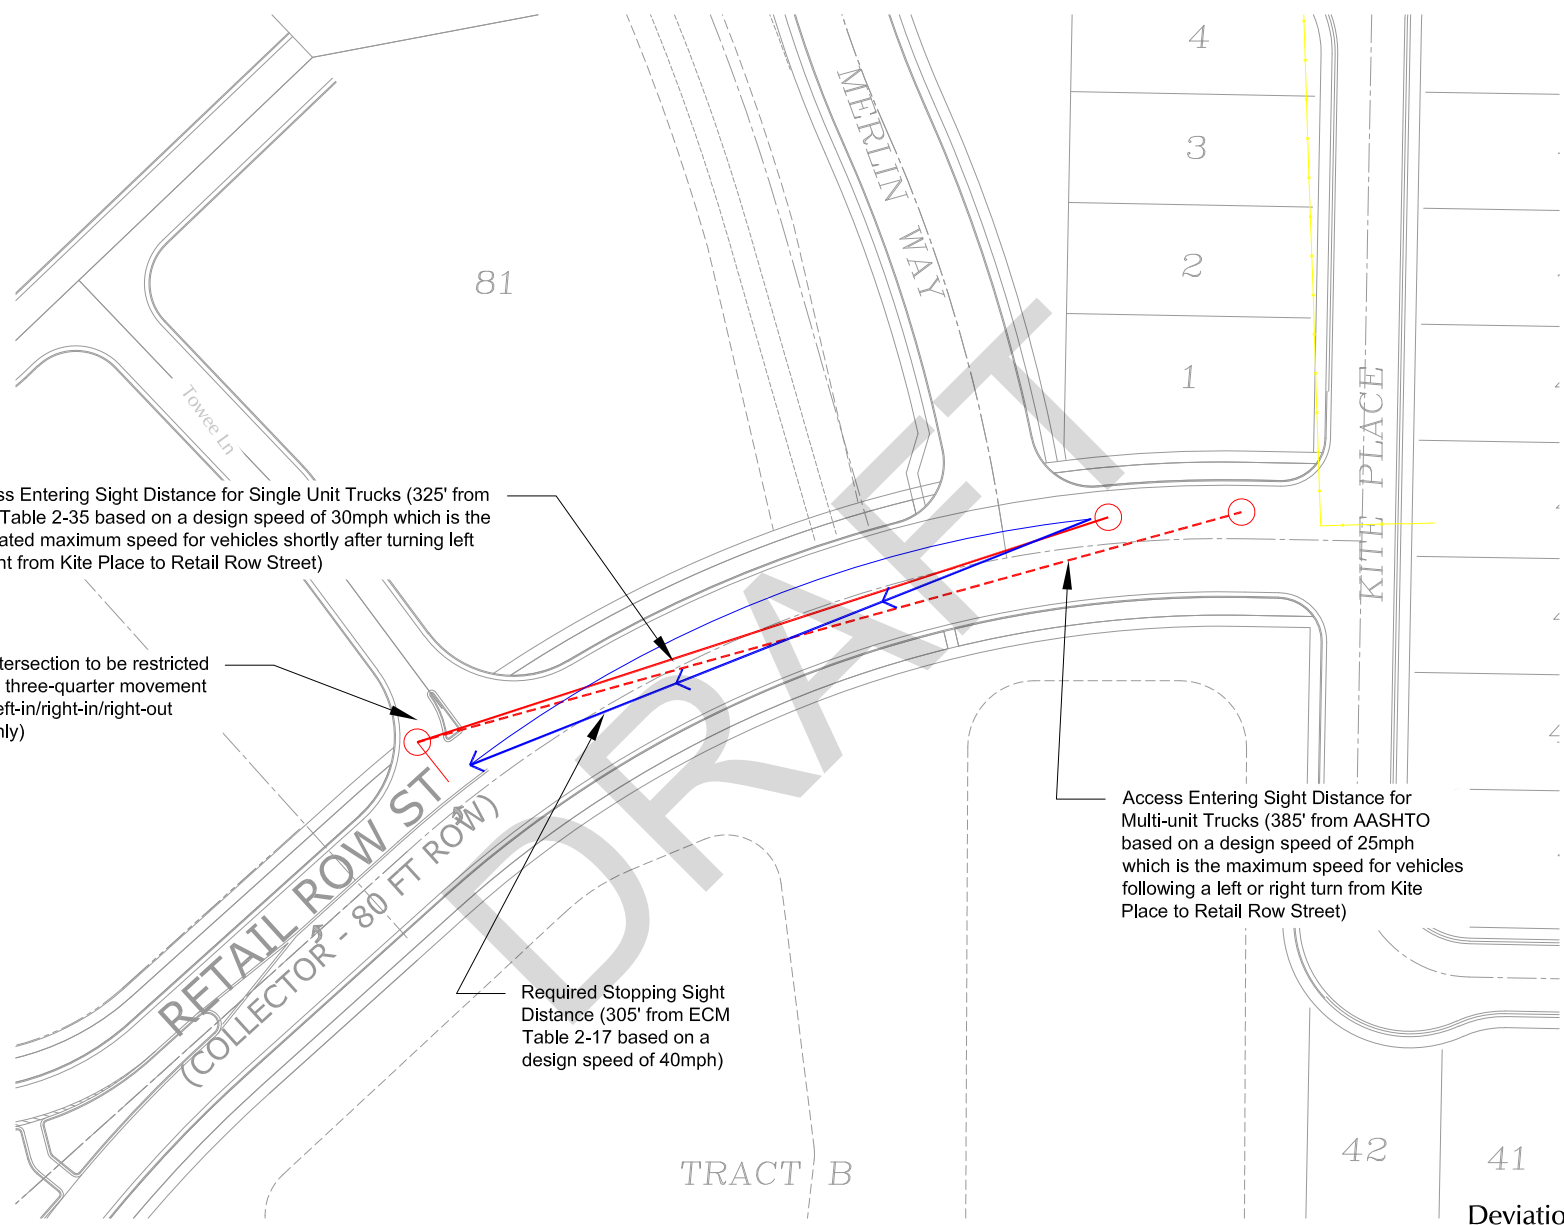 4
3
2
1
MERLIN WAY
81
KITE PLACE
Towee Ln
ss Entering Sight Distance for Single Unit Trucks (325' from
Table 2-35 based on a design speed of 30mph which is the
ated maximum speed for vehicles shortly after turning left
nt from Kite Place to Retail Row Street)
tersection to be restricted
three-quarter movement
eft-in/right-in/right-out
nly)
DRAFT
RETAIL ROW ST
(COLLECTOR - 80 FT ROW)
Access Entering Sight Distance for
Multi-unit Trucks (385' from AASHTO
based on a design speed of 25mph
which is the maximum speed for vehicles
following a left or right turn from Kite
Place to Retail Row Street)
Required Stopping Sight
Distance (305' from ECM
Table 2-17 based on a
design speed of 40mph)
TRACT B
42
41
Deviatio